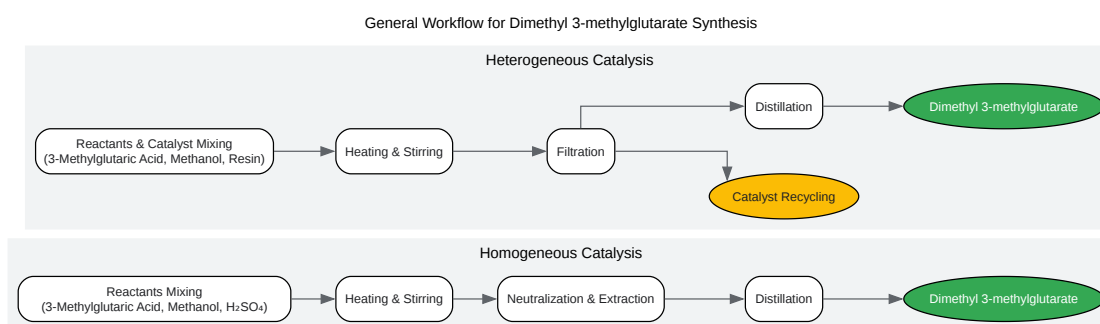 General Workflow for Dimethyl 3-methylglutarate Synthesis
Heterogeneous Catalysis
Reactants & Catalyst Mixing
(3-Methylglutaric Acid, Methanol, Resin)
Heating & Stirring
Filtration
Distillation
Dimethyl 3-methylglutarate
Catalyst Recycling
Homogeneous Catalysis
Reactants Mixing
(3-Methylglutaric Acid, Methanol, H₂SO₄)
Heating & Stirring
Neutralization & Extraction
Distillation
Dimethyl 3-methylglutarate